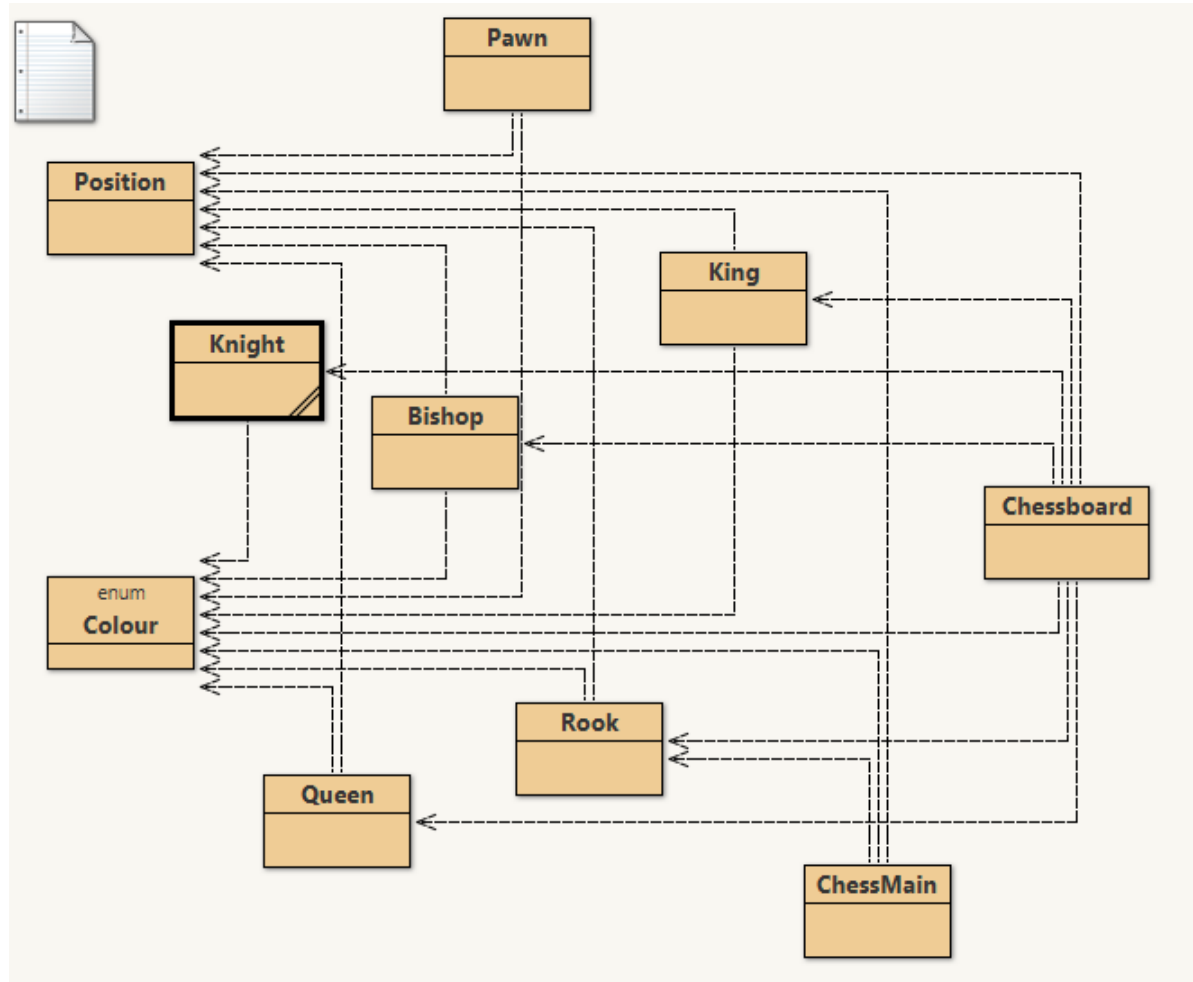 Pawn
Position
King
Knight
Bishop
Chessboard
enum
Colour
Rook
Queen
ChessMain